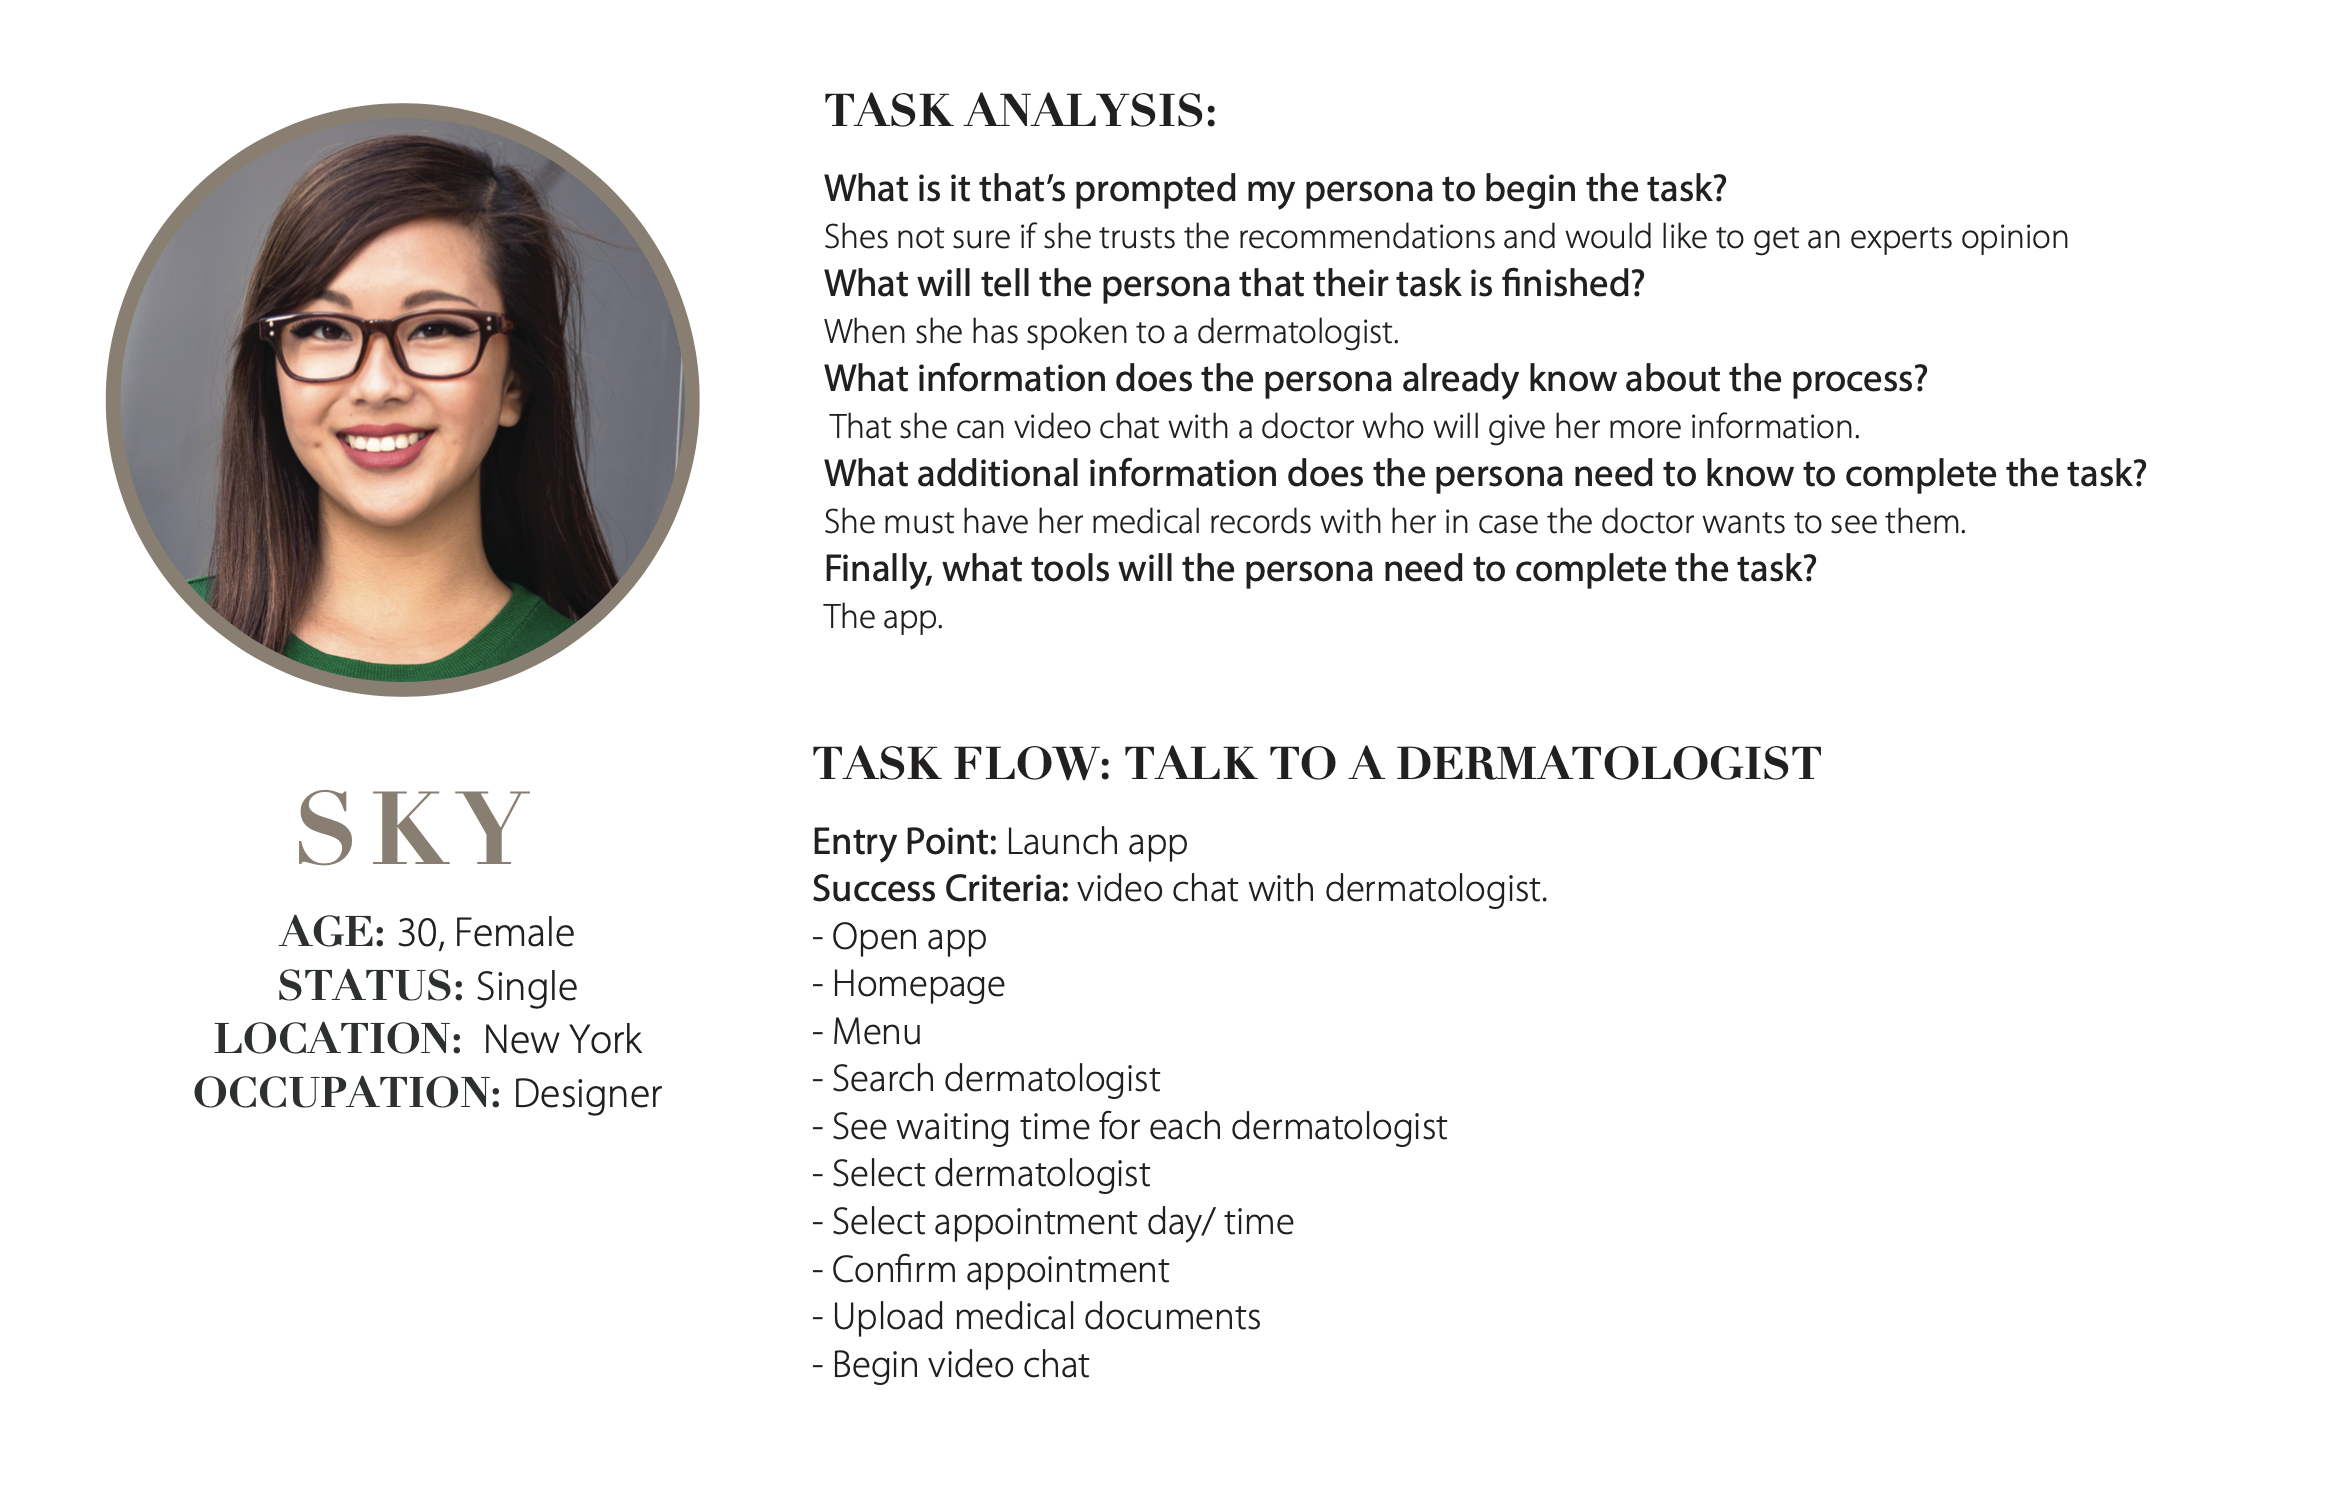 TASK ANALYSIS:
What is it that’s prompted my persona to begin the task?
Shes not sure if she trusts the recommendations and would like to get an experts opinion
What will tell the persona that their task is finished?
When she has spoken to a dermatologist.
What information does the persona already know about the process?
That she can video chat with a doctor who will give her more information.
What additional information does the persona need to know to complete the task?
She must have her medical records with her in case the doctor wants to see them.
Finally, what tools will the persona need to complete the task?
The app.
SKY
AGE: 30, Female
STATUS: Single
LOCATION: New York
OCCUPATION: Designer
TASK FLOW: TALK TO A DERMATOLOGIST
Entry Point: Launch app
Success Criteria: video chat with dermatologist.
- Open app
- Homepage
- Menu
- Search dermatologist
- See waiting time for each dermatologist
- Select dermatologist
- Select appointment day/ time
- Confirm appointment
- Upload medical documents
- Begin video chat